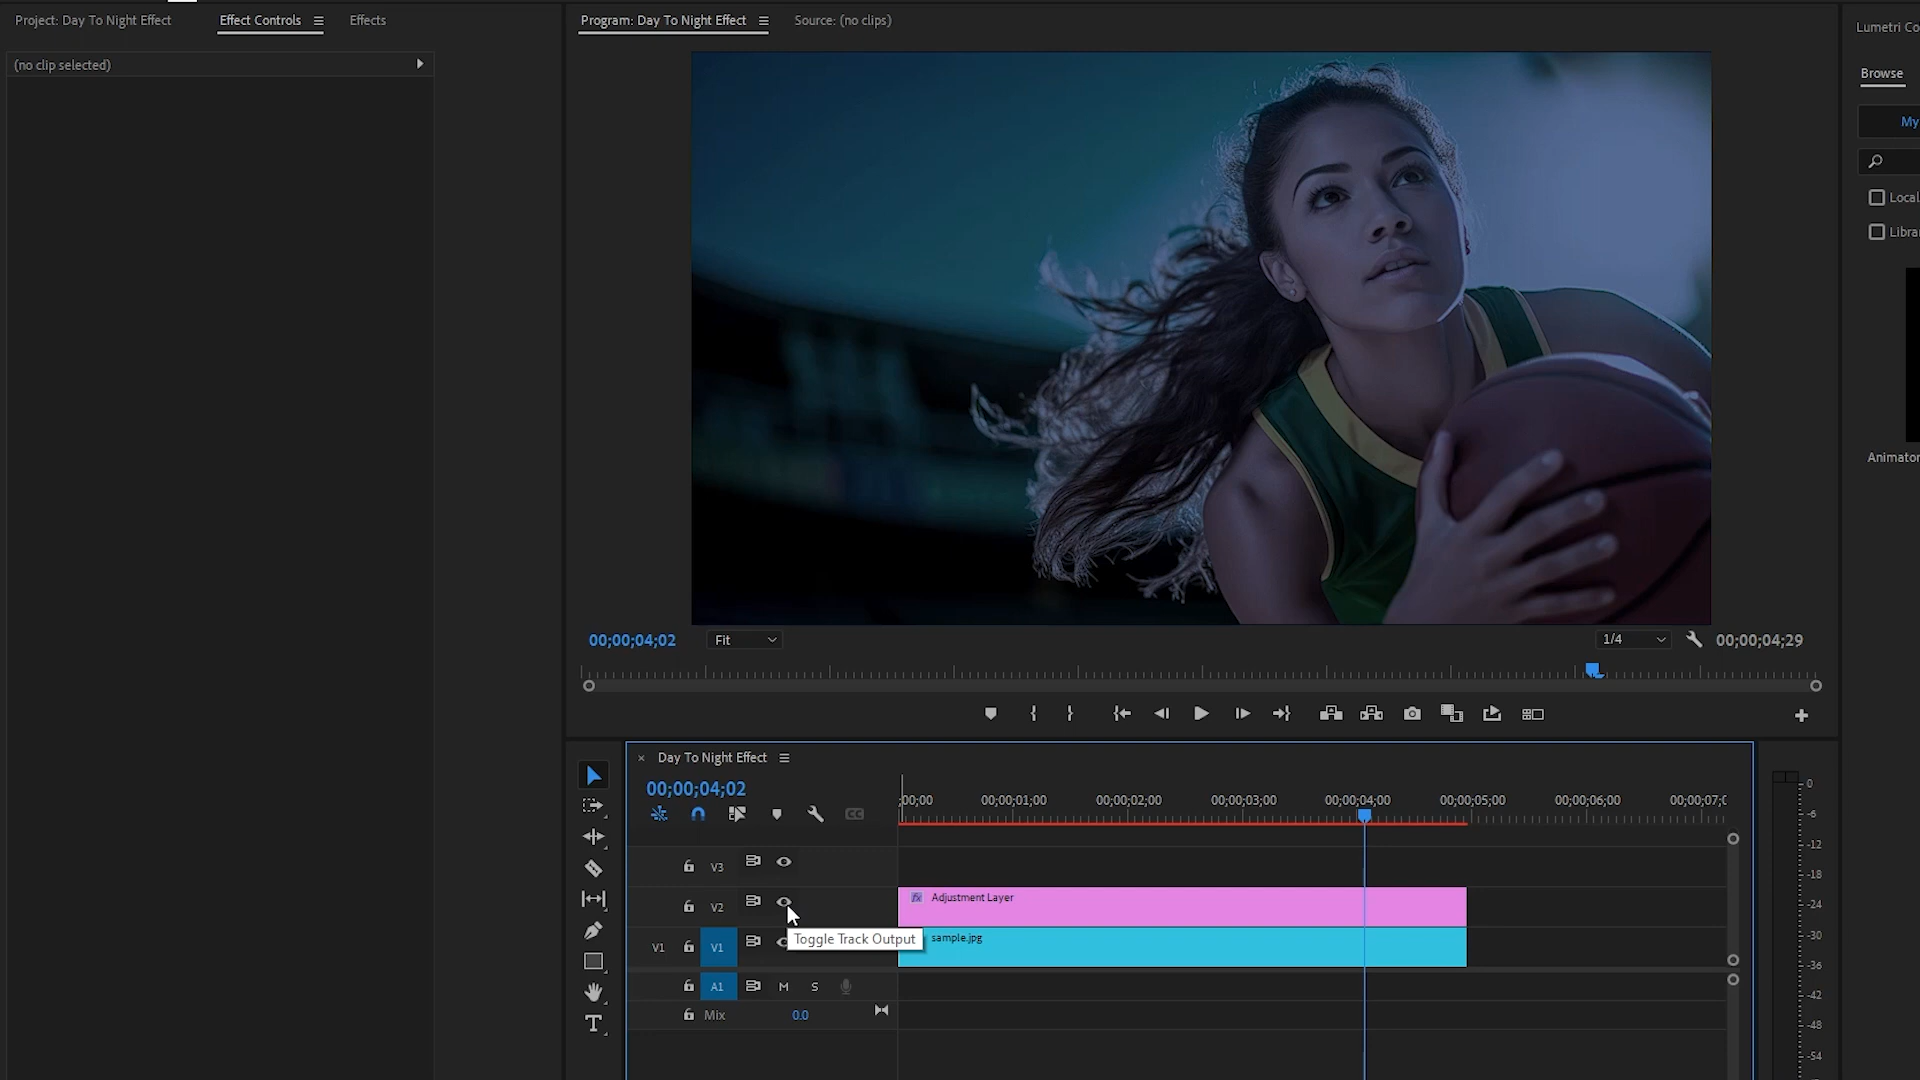 Project: Day To Night Effect
Effect Controls
Effects
(no clip selected)
Program: Day To Night Effect
Source: (no clips)
Lumetri Co
Browse
My
Local
Librar
Animator
00;00;04;02
Fit
1/4
00;00;04;29
× Day To Night Effect
00;00;04;02
;00;00
00;00;01;00
00;00;02;00
00;00;03;00
00;00;04;00
00;00;05;00
00;00;06;00
00;00;07;0
V3
V2
fx Adjustment Layer
Toggle Track Output
V1 V1
sample.jpg
A1 M S
Mix 0.0
T
0
-6
-12
-18
-24
-30
-36
-42
-48
-54